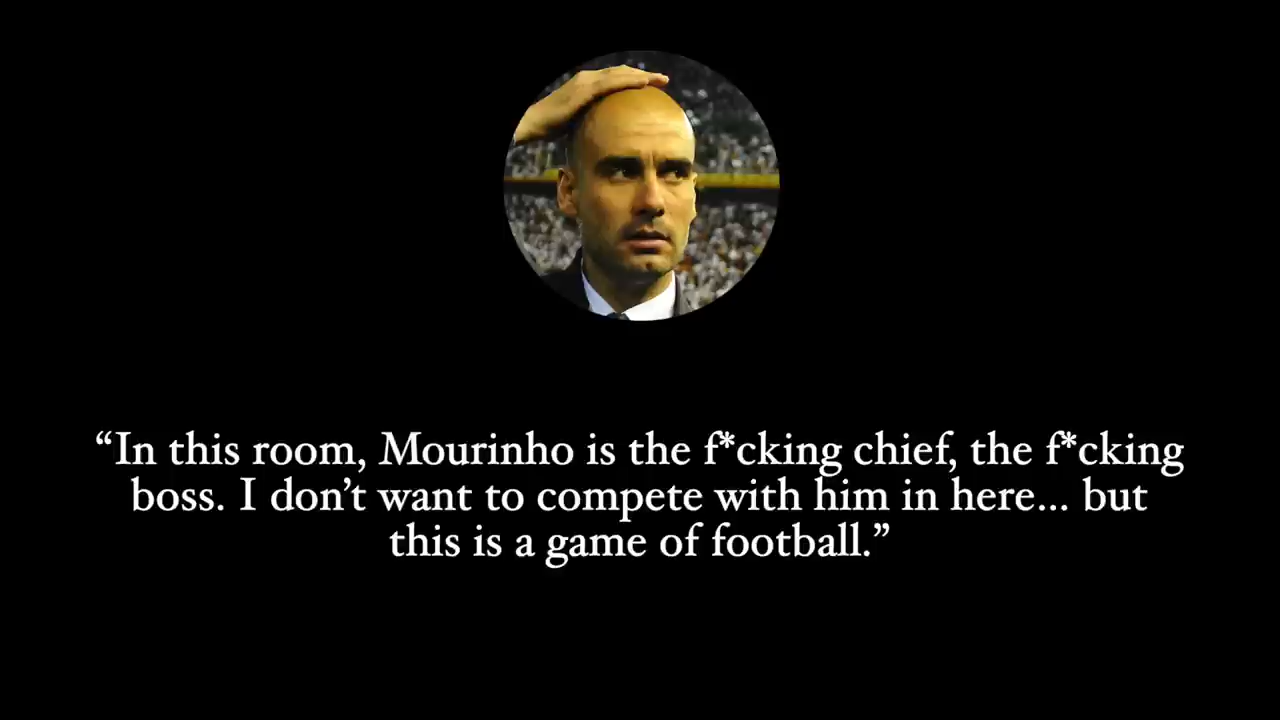 “In this room, Mourinho is the f*cking chief, the f*cking
boss. I don’t want to compete with him in here... but
this is a game of football.”